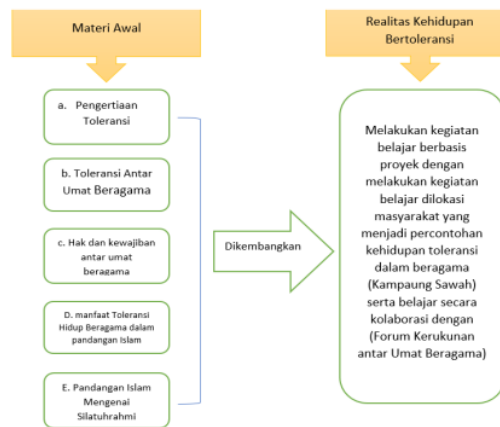 Materi Awal
a. Pengertiaan
Toleransi
b. Toleransi Antar
Umat Beragama
c. Hak dan kewajiban
antar umat
beragama
D. manfaat Toleransi
Hidup Beragama dalam
pandangan Islam
E. Pandangan Islam
Mengenai
Silatuhrahmi
Dikembangkan
Realitas Kehidupan
Bertoleransi
Melakukan kegiatan
belajar berbasis
proyek dengan
melakukan kegiatan
belajar dilokasi
masyarakat yang
menjadi percontohan
kehidupan toleransi
dalam beragama
(Kampaung Sawah)
serta belajar secara
kolaborasi dengan
(Forum Kerukunan
antar Umat Beragama)